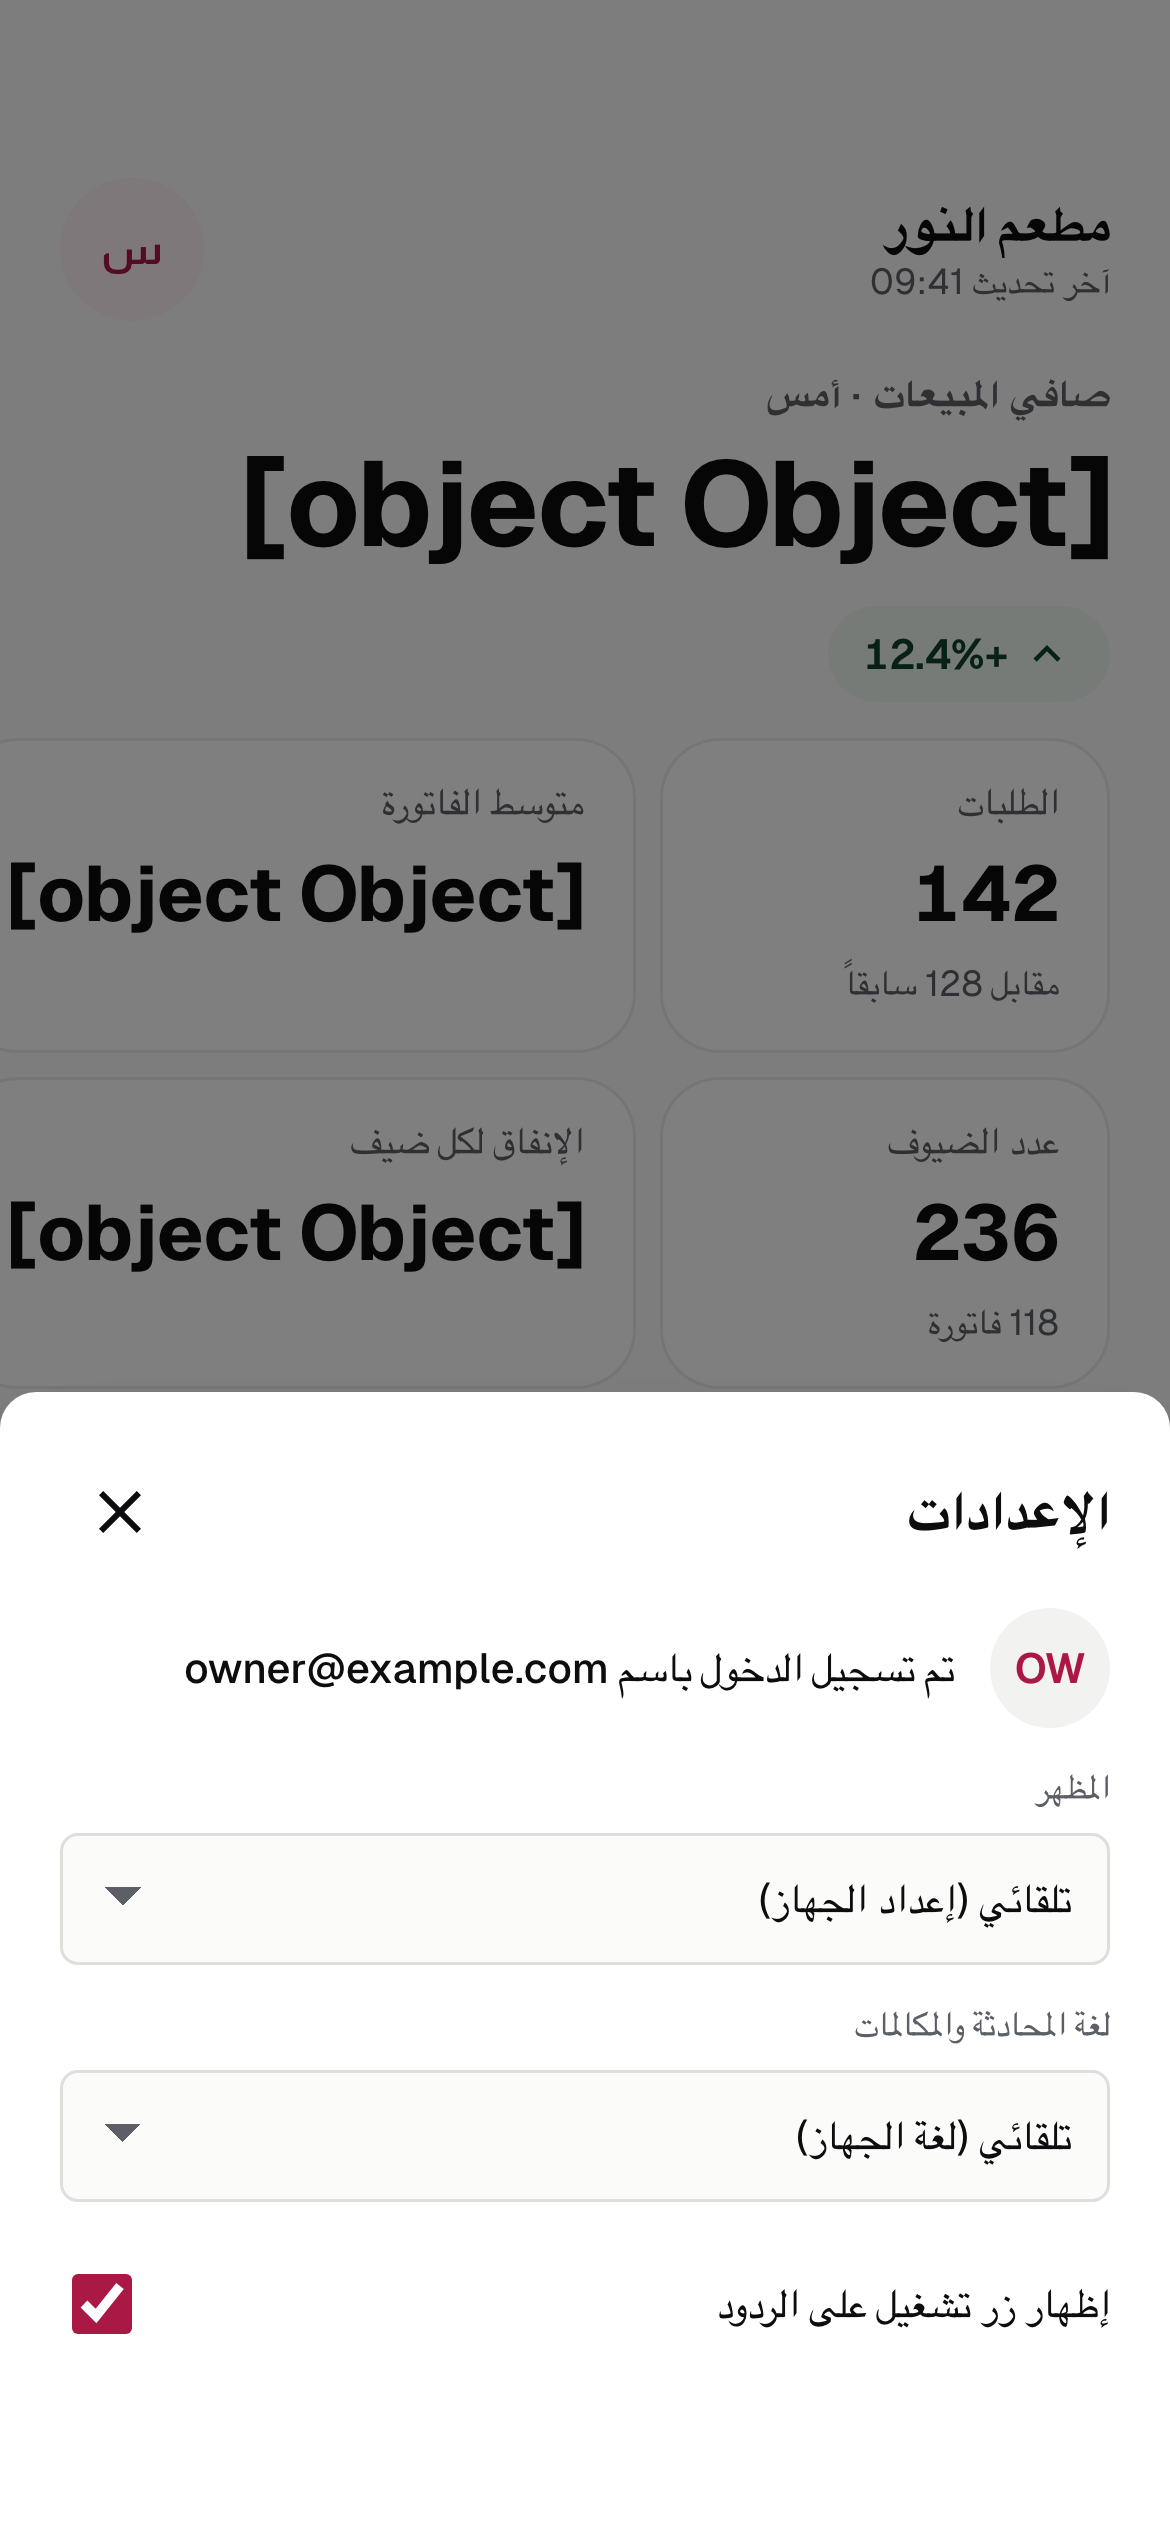 مطعم النور
آخر تحديث 09:41
س
صافي المبيعات · أمس
[object Object]
12.4%+
الطلبات
142
مقابل 128 سابقاً
متوسط الفاتورة
[object Object]
عدد الضيوف
236
118 فاتورة
الإنفاق لكل ضيف
[object Object]
الإعدادات
OW
تم تسجيل الدخول باسم owner@example.com
المظهر
تلقائي (إعداد الجهاز)
لغة المحادثة والمكالمات
تلقائي (لغة الجهاز)
إظهار زر تشغيل على الردود